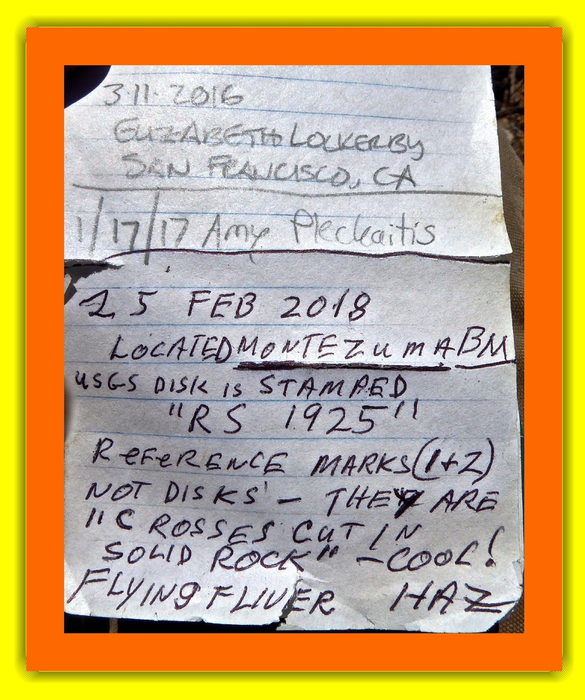 3·11·2016
ELIZABETH LOCKERBY
SAN FRANCISCO, CA
1/17/17 Amy Pleckaitis
25 FEB 2018
LOCATED MONTEZUMA BM
USGS DISK is STAMPED
"RS 1925"
REFERENCE MARKS (1+2)
NOT DISKS - THEY ARE
"CROSSES CUT IN
SOLID ROCK" - COOL!
FLYING FLIVER HAZ